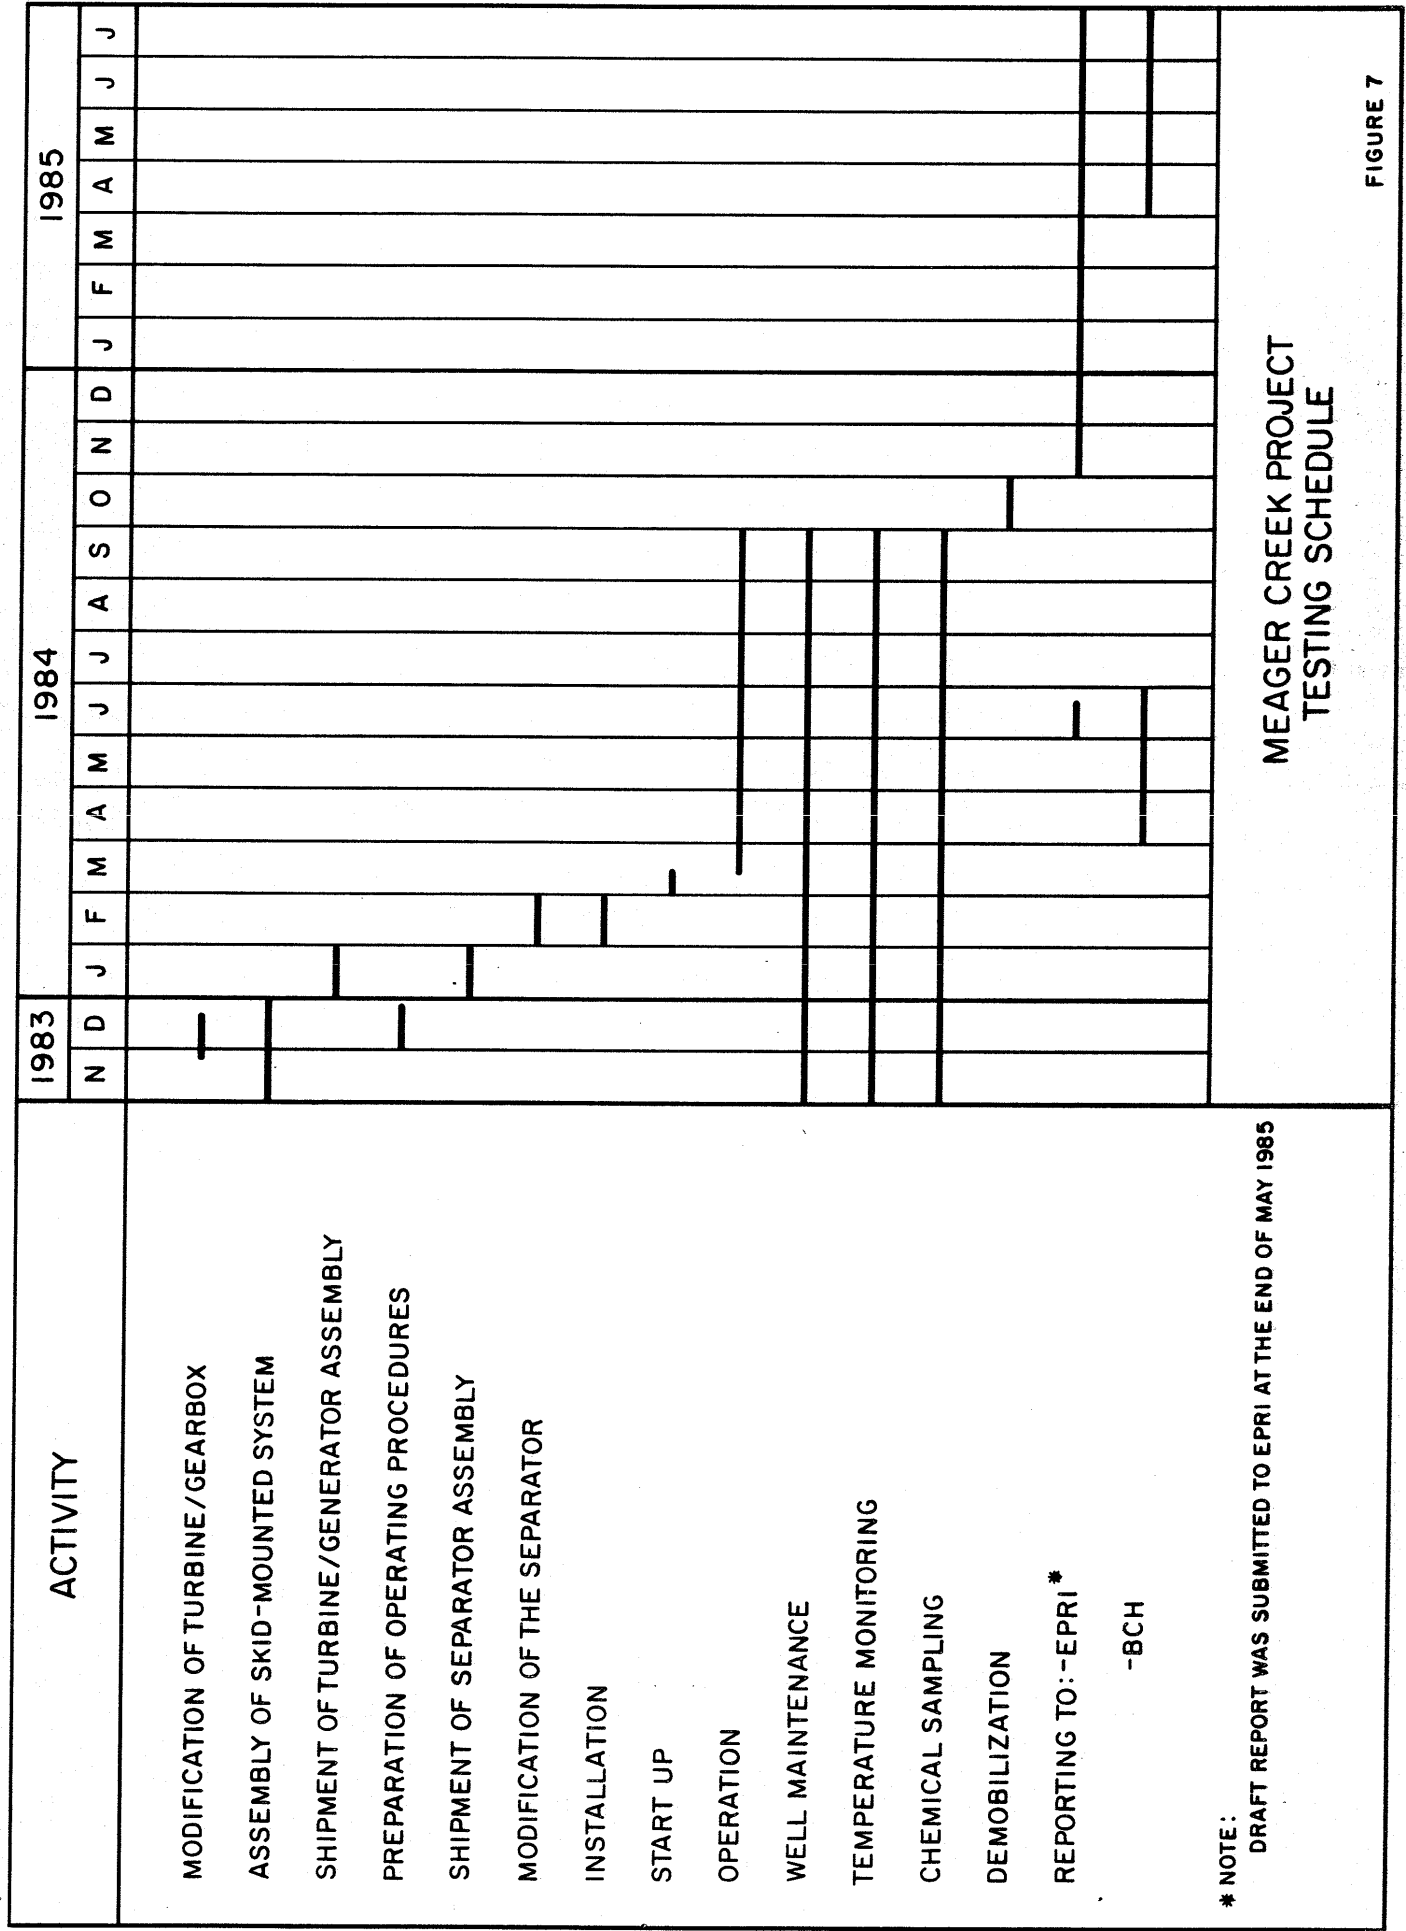 ACTIVITY
1983
1984
1985
N D J F M A M J J A S O N D J F M A M J J
MODIFICATION OF TURBINE/GEARBOX
ASSEMBLY OF SKID-MOUNTED SYSTEM
SHIPMENT OF TURBINE/GENERATOR ASSEMBLY
PREPARATION OF OPERATING PROCEDURES
SHIPMENT OF SEPARATOR ASSEMBLY
MODIFICATION OF THE SEPARATOR
INSTALLATION
START UP
OPERATION
WELL MAINTENANCE
TEMPERATURE MONITORING
CHEMICAL SAMPLING
DEMOBILIZATION
REPORTING TO:-EPRI*
-BCH
*NOTE:
DRAFT REPORT WAS SUBMITTED TO EPRI AT THE END OF MAY 1985
MEAGER CREEK PROJECT
TESTING SCHEDULE
FIGURE 7